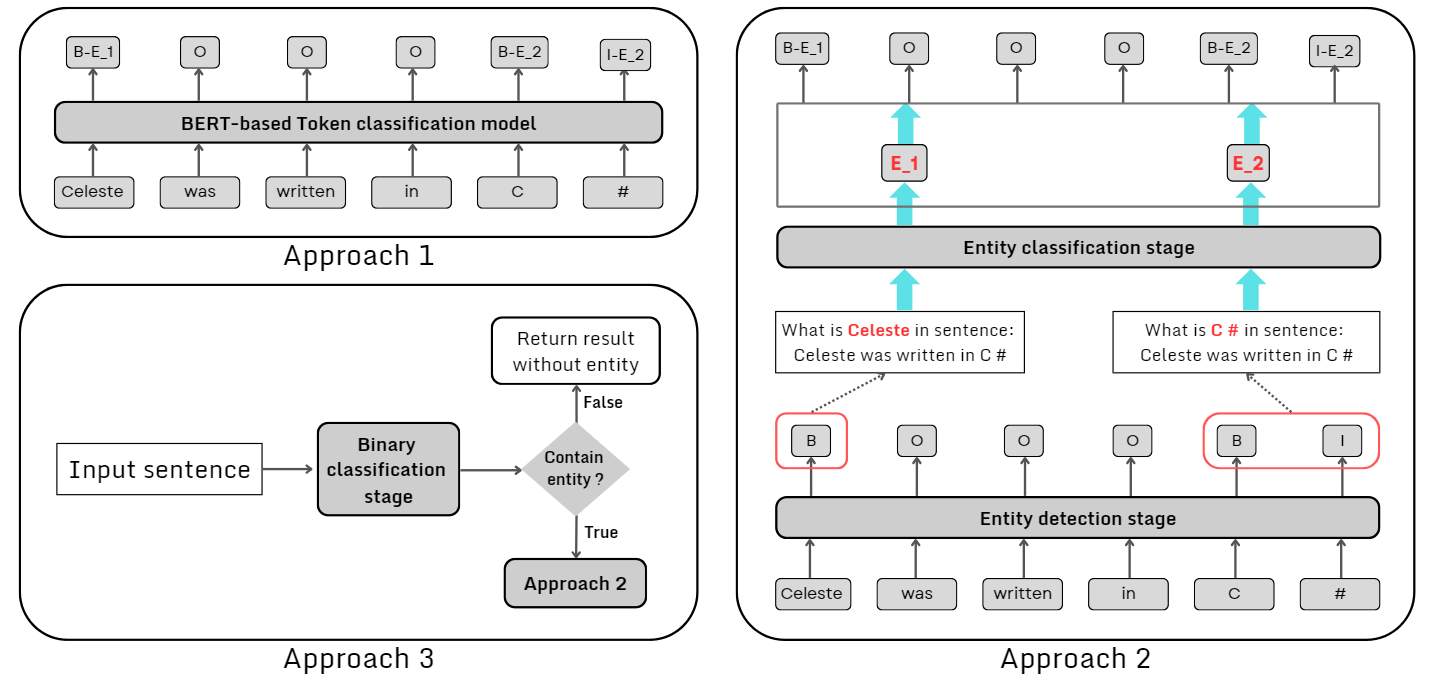 B-E_1 O O O B-E_2 I-E_2
BERT-based Token classification model
Celeste was written in C #
Approach 1
Return result
without entity
False
Input sentence
Binary
classification
stage
Contain
entity ?
True
Approach 2
Approach 3
B-E_1 O O O B-E_2 I-E_2
E_1 E_2
Entity classification stage
What is Celeste in sentence:
Celeste was written in C #
What is C # in sentence:
Celeste was written in C #
B O O O B I
Entity detection stage
Celeste was written in C #
Approach 2